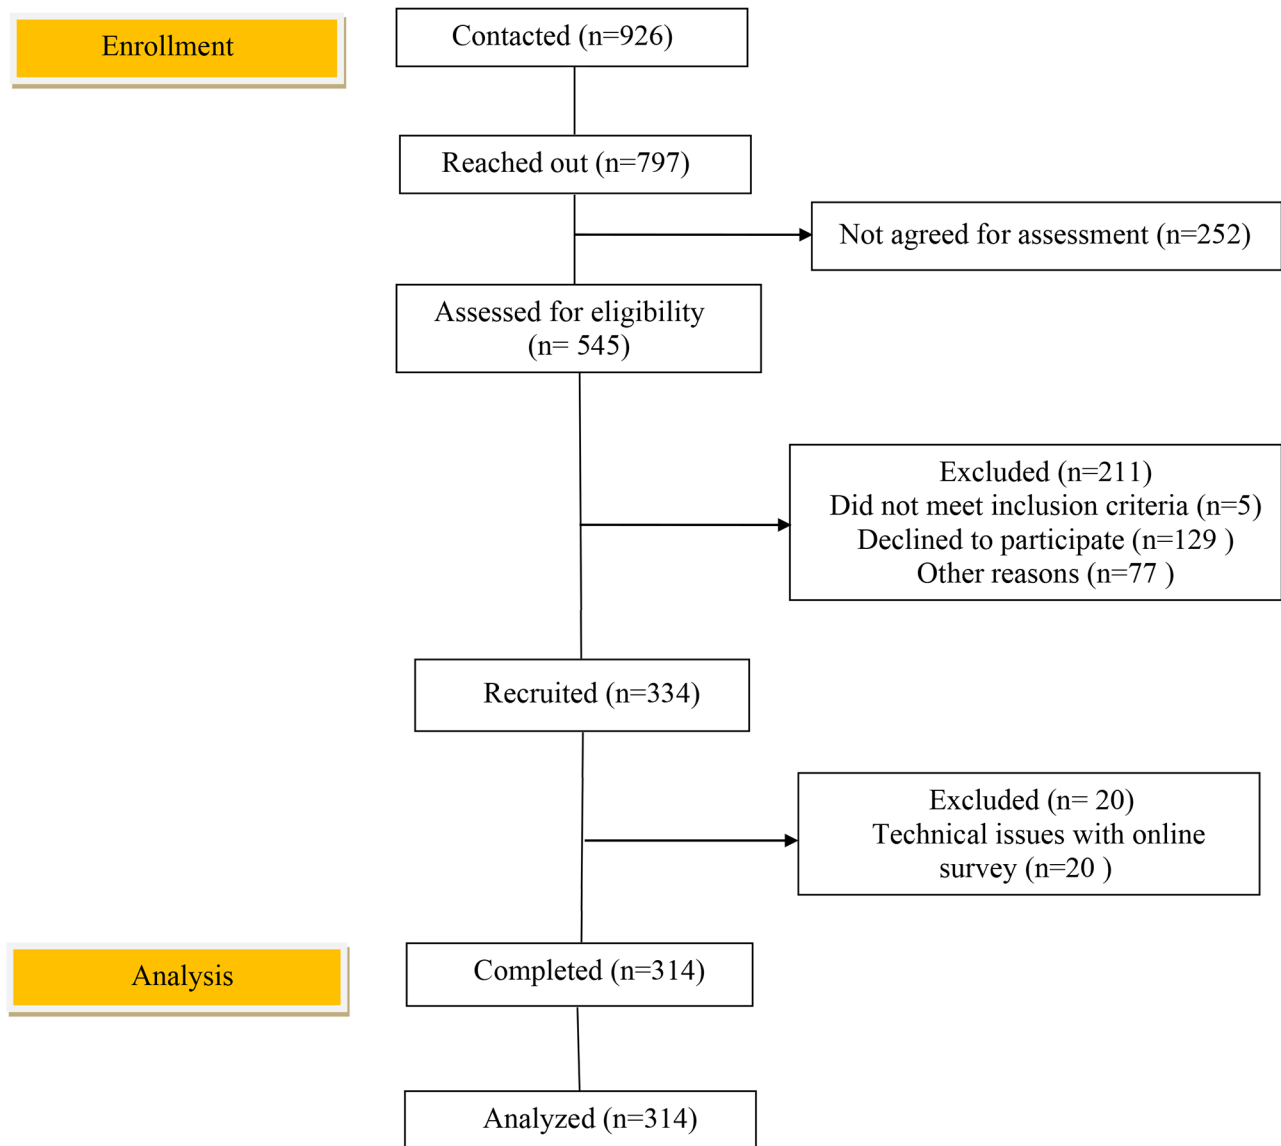 Enrollment
Contacted (n=926)
Reached out (n=797)
Not agreed for assessment (n=252)
Assessed for eligibility
(n= 545)
Excluded (n=211)
Did not meet inclusion criteria (n=5)
Declined to participate (n=129 )
Other reasons (n=77 )
Recruited (n=334)
Excluded (n= 20)
Technical issues with online
survey (n=20 )
Analysis
Completed (n=314)
Analyzed (n=314)